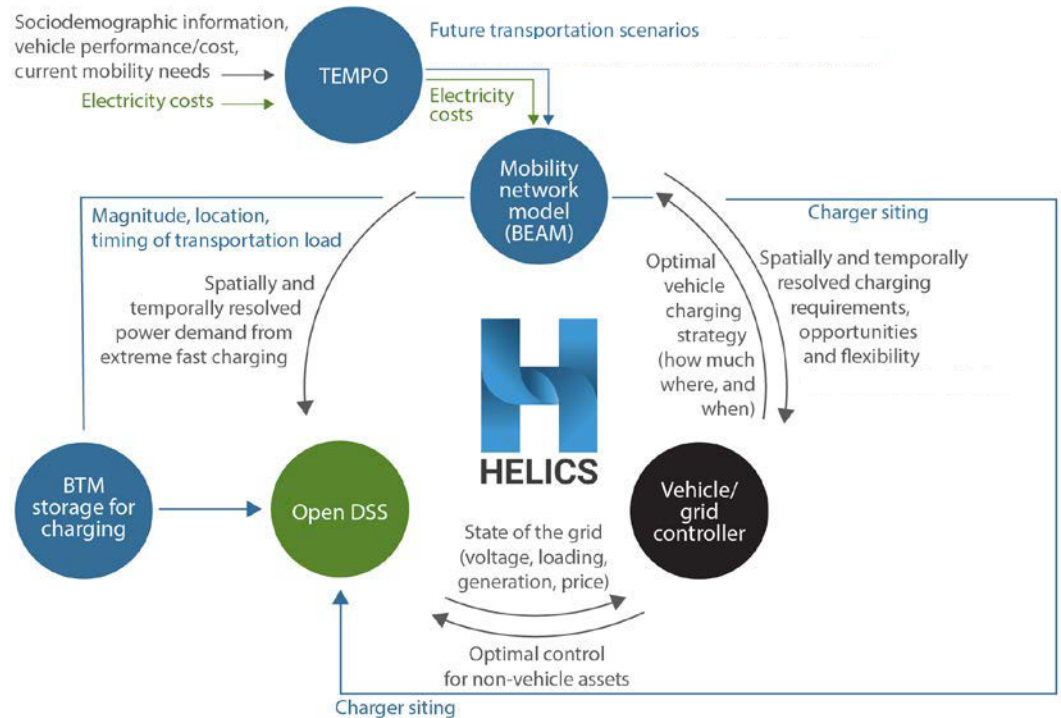 Sociodemographic information,
vehicle performance/cost,
current mobility needs
Electricity costs
TEMPO
Future transportation scenarios
Electricity
costs
Mobility
network
model
(BEAM)
Magnitude, location,
timing of transportation load
Charger siting
Spatially and
temporally resolved
power demand from
extreme fast charging
Optimal
vehicle
charging
strategy
(how much
where, and
when)
Spatially and temporally
resolved charging
requirements,
opportunities
and flexibility
HELICS
BTM
storage for
charging
Open DSS
Vehicle/
grid
controller
State of the grid
(voltage, loading,
generation, price)
Optimal control
for non-vehicle assets
Charger siting